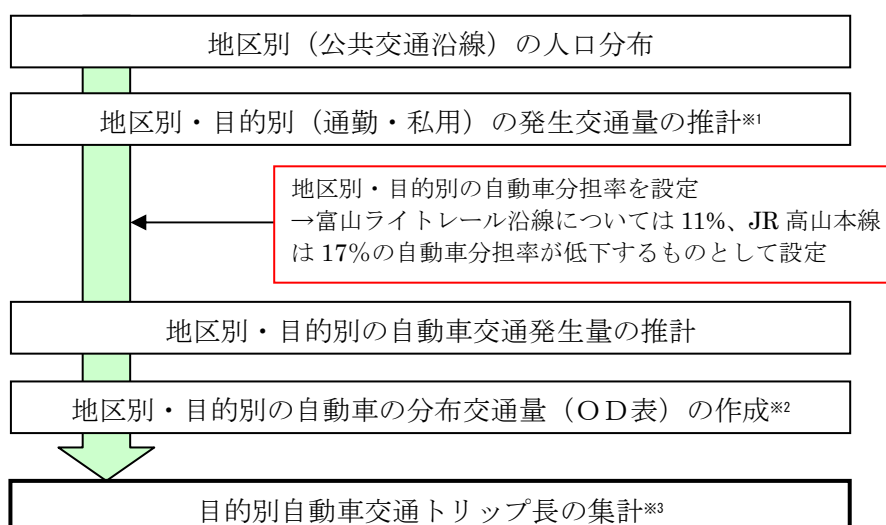 地区別（公共交通沿線）の人口分布
地区別・目的別（通勤・私用）の発生交通量の推計※1
地区別・目的別の自動車分担率を設定
→富山ライトレール沿線については 11%、JR 高山本線
は 17%の自動車分担率が低下するものとして設定
地区別・目的別の自動車交通発生量の推計
地区別・目的別の自動車の分布交通量（ＯＤ表）の作成※2
目的別自動車交通トリップ長の集計※3